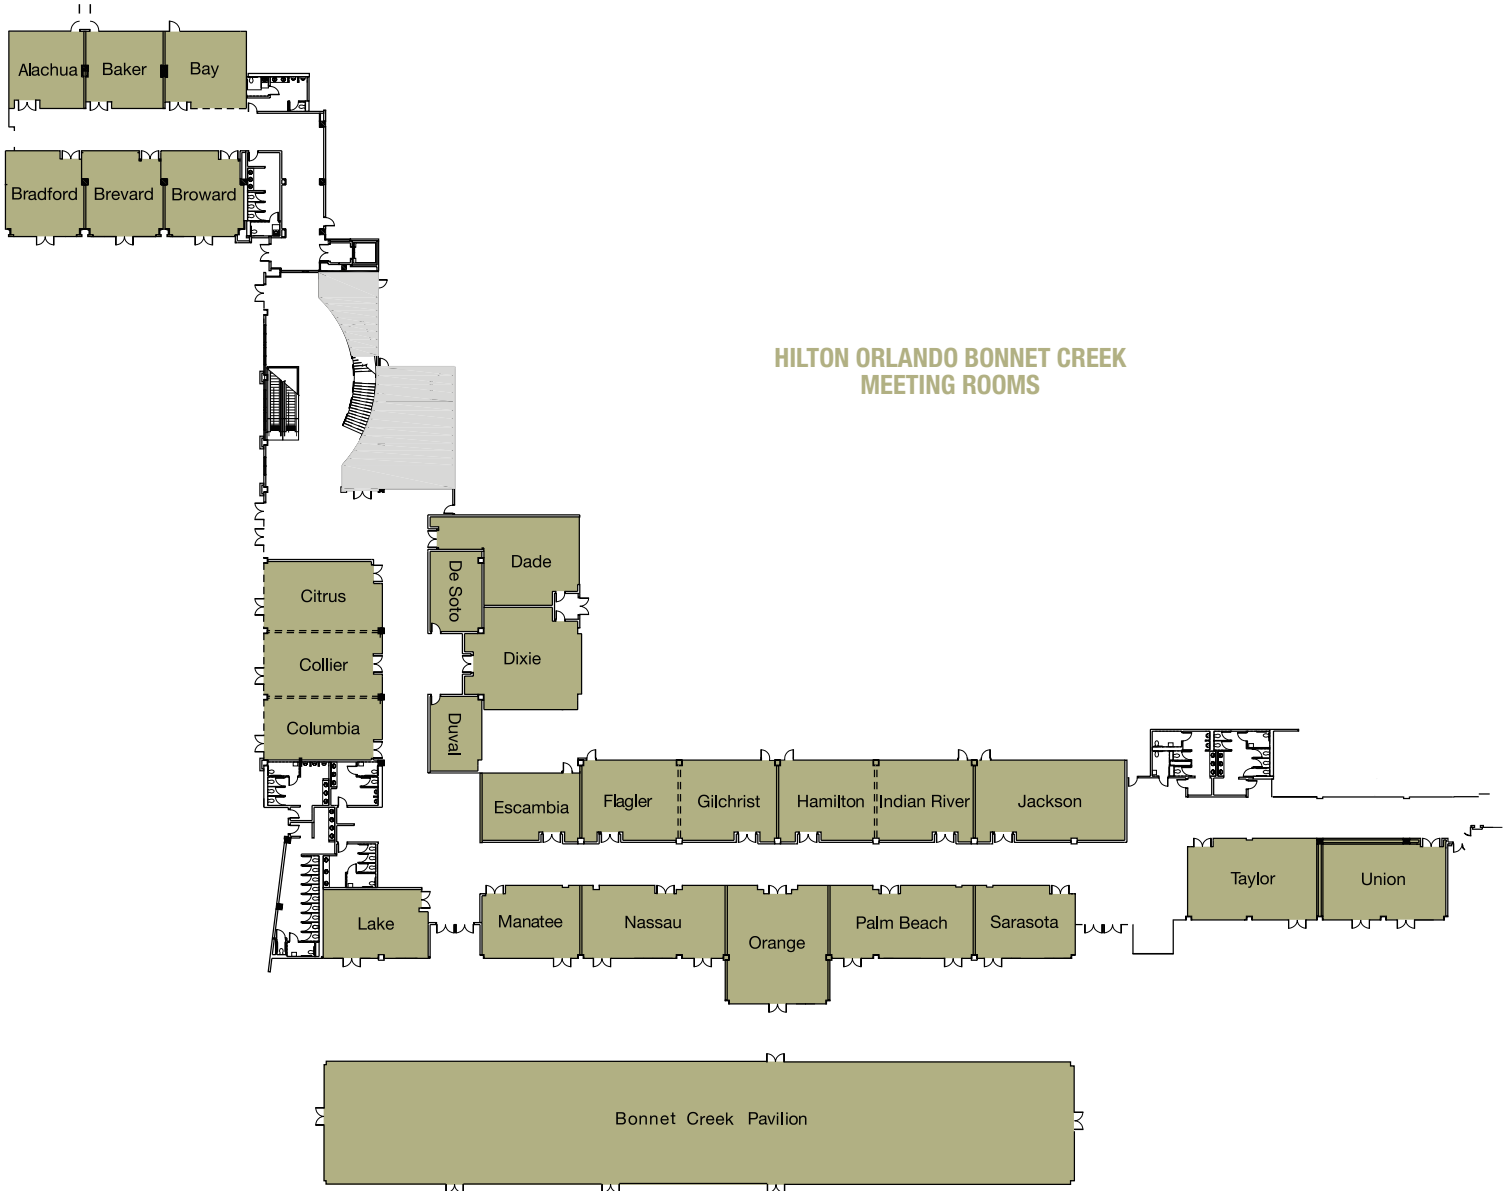 Alachua
Baker
Bay
Bradford
Brevard
Broward
HILTON ORLANDO BONNET CREEK
MEETING ROOMS
Dade
De Soto
Citrus
Dixie
Collier
Columbia
Duval
Escambia
Flagler
Gilchrist
Hamilton
Indian River
Jackson
Taylor
Union
Lake
Manatee
Nassau
Orange
Palm Beach
Sarasota
Bonnet Creek Pavilion